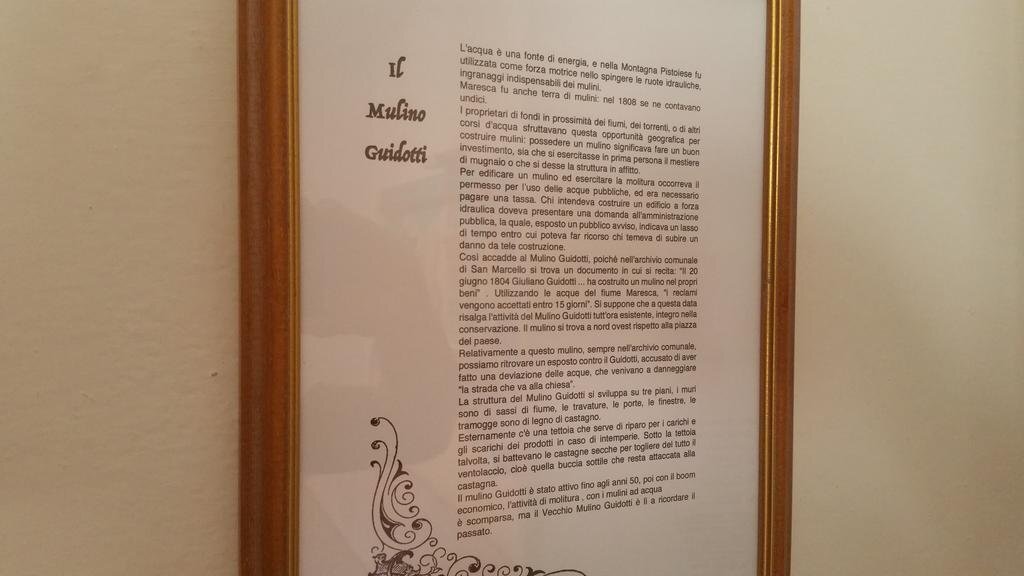 Il
Mulino
Guidotti
L'acqua è una fonte di energia, e nella Montagna Pistoiese fu
utilizzata come forza motrice nello spingere le ruote idrauliche,
ingranaggi indispensabili dei mulini.
Maresca fu anche terra di mulini: nel 1808 se ne contavano
undici.
I proprietari di fondi in prossimità dei fiumi, dei torrenti, o di altri
corsi d'acqua sfruttavano questa opportunità geografica per
costruire mulini: possedere un mulino significava fare un buon
investimento, sia che si esercitasse in prima persona il mestiere
di mugnaio o che si desse la struttura in affitto.
Per edificare un mulino ed esercitare la molitura occorreva il
permesso per l'uso delle acque pubbliche, ed era necessario
pagare una tassa. Chi intendeva costruire un edificio a forza
idraulica doveva presentare una domanda all'amministrazione
pubblica, la quale, esposto un pubblico avviso, indicava un lasso
di tempo entro cui poteva far ricorso chi temeva di subire un
danno da tele costruzione.
Così accadde al Mulino Guidotti, poiché nell'archivio comunale
di San Marcello si trova un documento in cui si recita: "Il 20
giugno 1804 Giuliano Guidotti ... ha costruito un mulino nei propri
beni" . Utilizzando le acque del fiume Maresca, "i reclami
vengono accettati entro 15 giorni". Si suppone che a questa data
risalga l'attività del Mulino Guidotti tutt'ora esistente, integro nella
conservazione. Il mulino si trova a nord ovest rispetto alla piazza
del paese.
Relativamente a questo mulino, sempre nell'archivio comunale,
possiamo ritrovare un esposto contro il Guidotti, accusato di aver
fatto una deviazione delle acque, che venivano a danneggiare
"la strada che va alla chiesa".
La struttura del Mulino Guidotti si sviluppa su tre piani, i muri
sono di sassi di fiume, le travature, le porte, le finestre, le
tramogge sono di legno di castagno.
Esternamente c'è una tettoia che serve di riparo per i carichi e
gli scarichi dei prodotti in caso di intemperie. Sotto la tettoia
talvolta, si battevano le castagne secche per togliere del tutto il
ventolaccio, cioè quella buccia sottile che resta attaccata alla
castagna.
Il mulino Guidotti è stato attivo fino agli anni 50, poi con il boom
economico, l'attività di molitura , con i mulini ad acqua
è scomparsa, ma il Vecchio Mulino Guidotti è lì a ricordare il
passato.